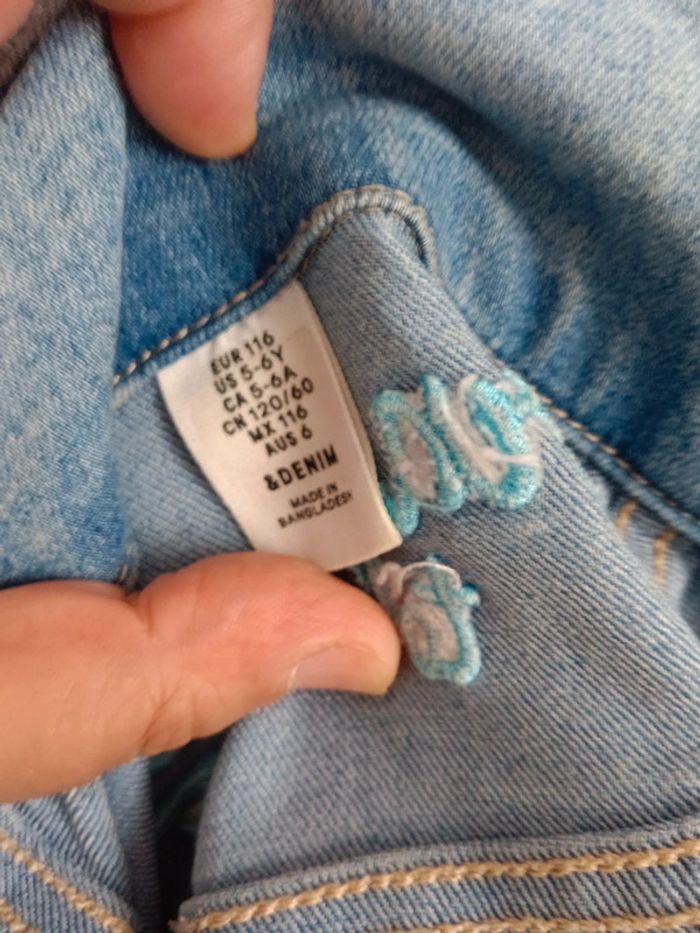 EUR 116
US 5-6Y
CA 5-6A
CN 120/60
MX 116
AUS 6
&DENIM
MADE IN
BANGLADESH